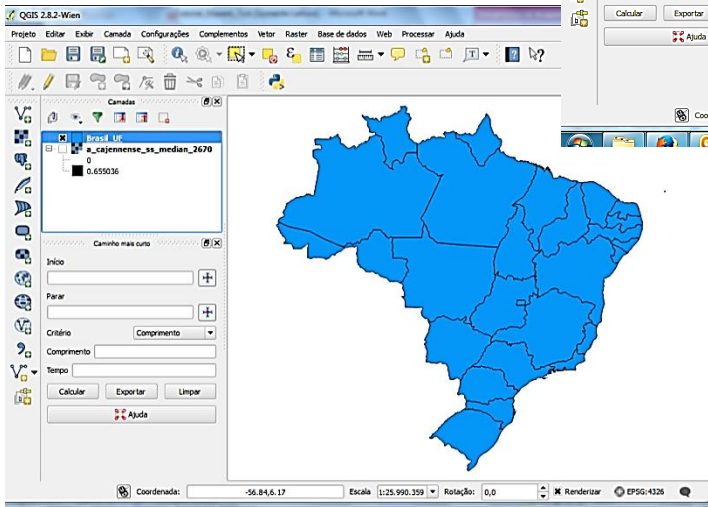 QGIS 2.8.2-Wien
Projeto Editar Exibir Camada Configurações Complementos Vetor Raster Base de dados Web Processar Ajuda
Camadas
Brasil_UF
a_cajennense_ss_median_2670
0
0.655036
Caminho mais curto
Início
Parar
Critério Comprimento
Comprimento
Tempo
Calcular Exportar Limpar
Ajuda
Coordenada: -56.84,6.17 Escala 1:25.990.359 Rotação: 0,0 Renderizar EPSG:4326
Calcular Exportar
Ajuda
Coo